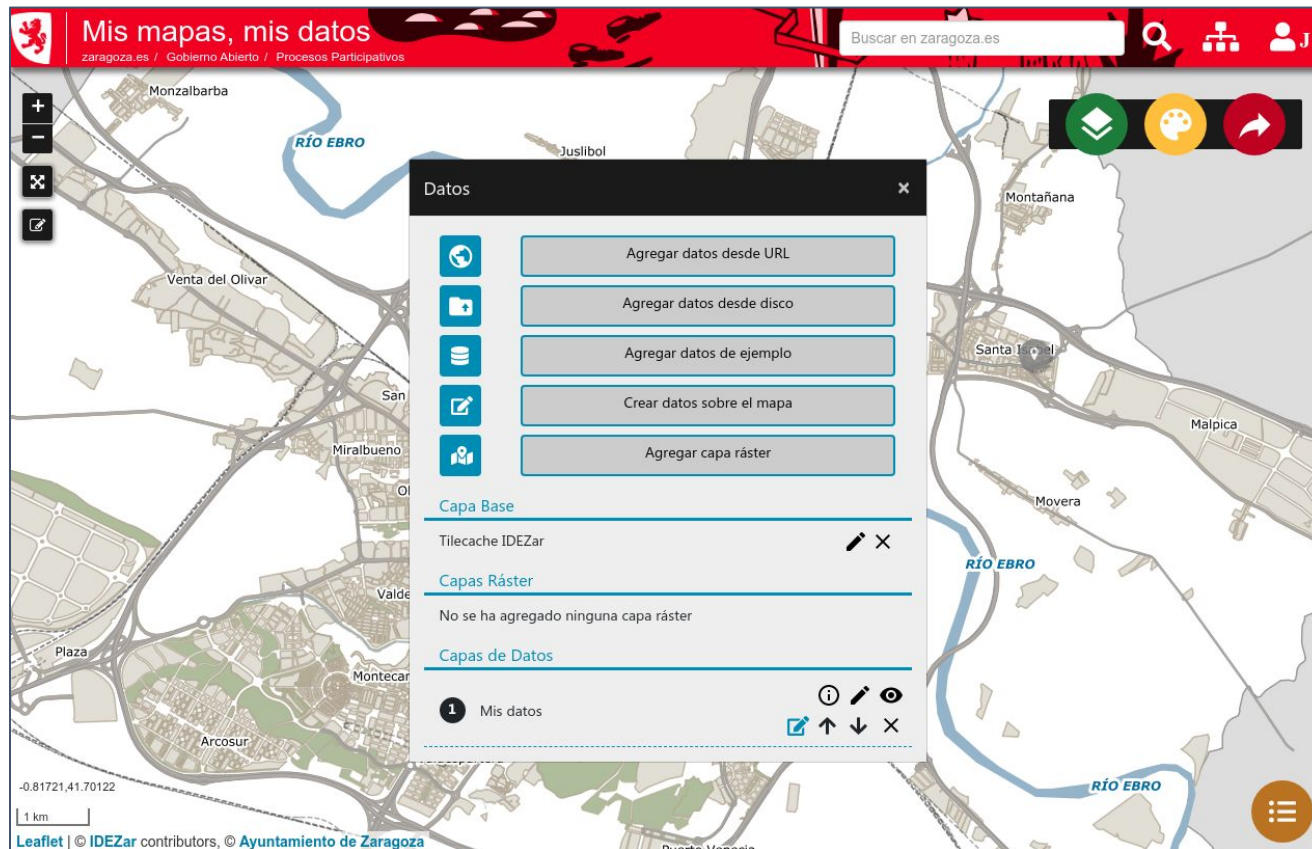 Mis mapas, mis datos
zaragoza.es / Gobierno Abierto / Procesos Participativos
Buscar en zaragoza.es
J
Monzalbarba
+
−
RÍO EBRO
Juslibol
Datos
×
Montañana
Agregar datos desde URL
Venta del Olivar
Agregar datos desde disco
Agregar datos de ejemplo
Santa Isabel
San
Crear datos sobre el mapa
Malpica
Miralbueno
Agregar capa ráster
Movera
Capa Base
Tilecache IDEZar
RÍO EBRO
Capas Ráster
Valde
No se ha agregado ninguna capa ráster
Plaza
Capas de Datos
Montecar
1 Mis datos
Arcosur
-0.81721,41.70122
RÍO EBRO
1 km
Leaflet | © IDEZar contributors, © Ayuntamiento de Zaragoza